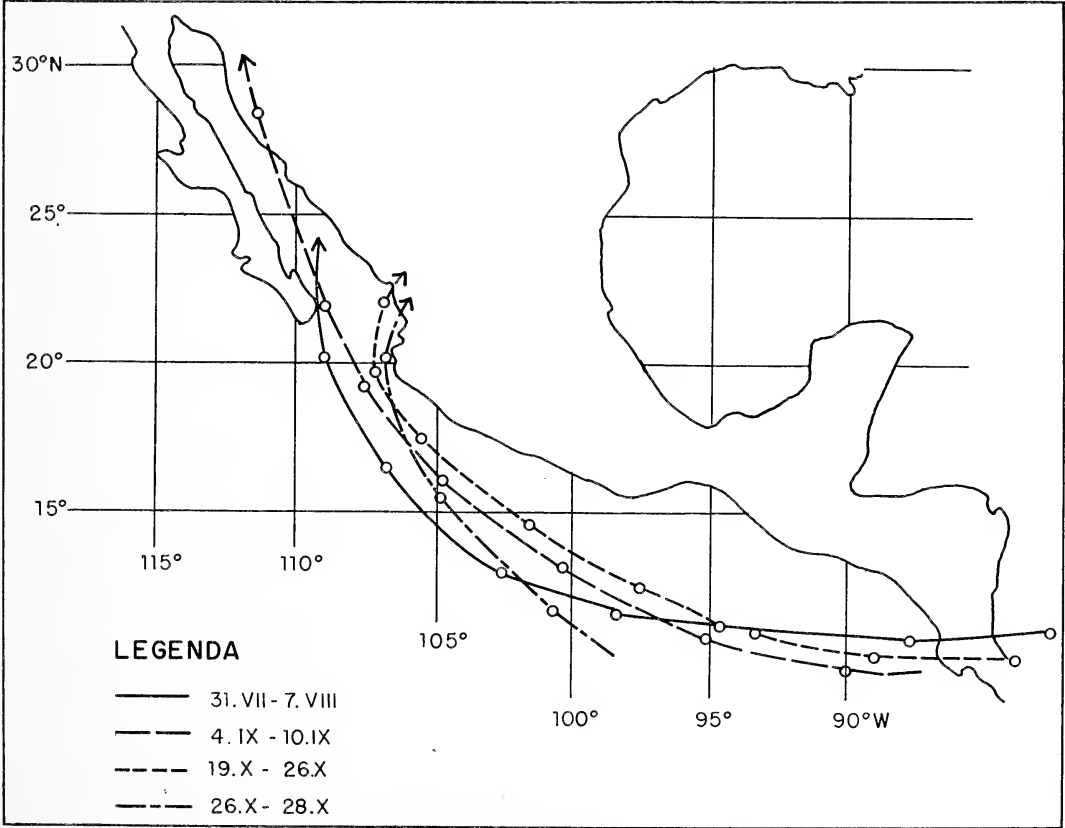 30°N
25°
20°
15°
115°
110°
105°
100°
95°
90°W
LEGENDA
31.VII - 7.VIII
4.IX - 10.IX
19.X - 26.X
26.X - 28.X